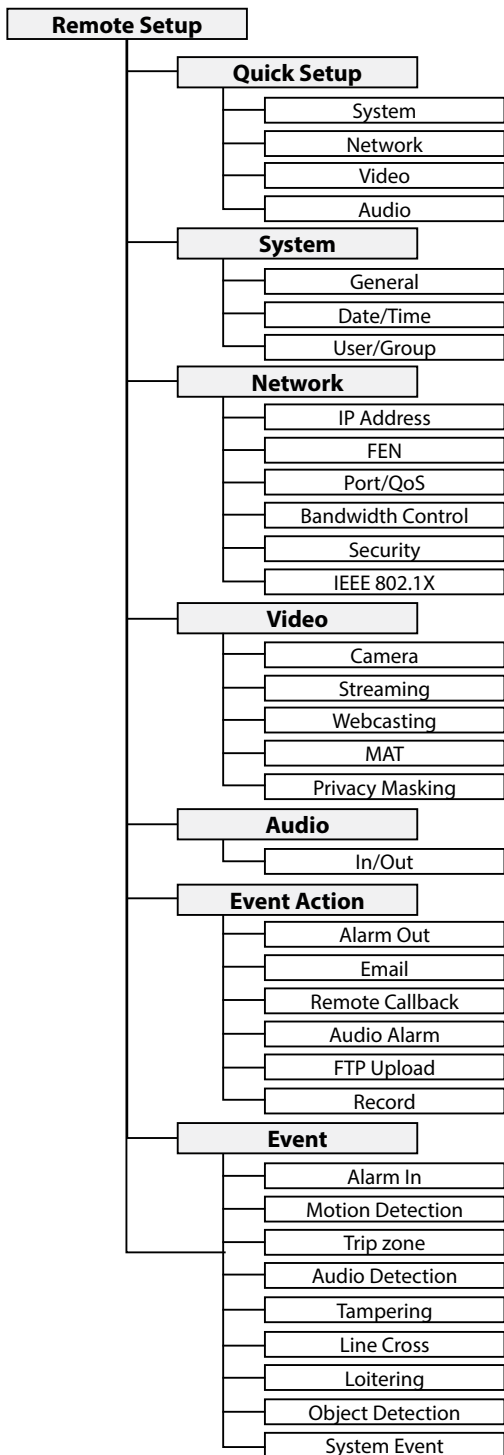 Remote Setup
Quick Setup
System
Network
Video
Audio
System
General
Date/Time
User/Group
Network
IP Address
FEN
Port/QoS
Bandwidth Control
Security
IEEE 802.1X
Video
Camera
Streaming
Webcasting
MAT
Privacy Masking
Audio
In/Out
Event Action
Alarm Out
Email
Remote Callback
Audio Alarm
FTP Upload
Record
Event
Alarm In
Motion Detection
Trip zone
Audio Detection
Tampering
Line Cross
Loitering
Object Detection
System Event